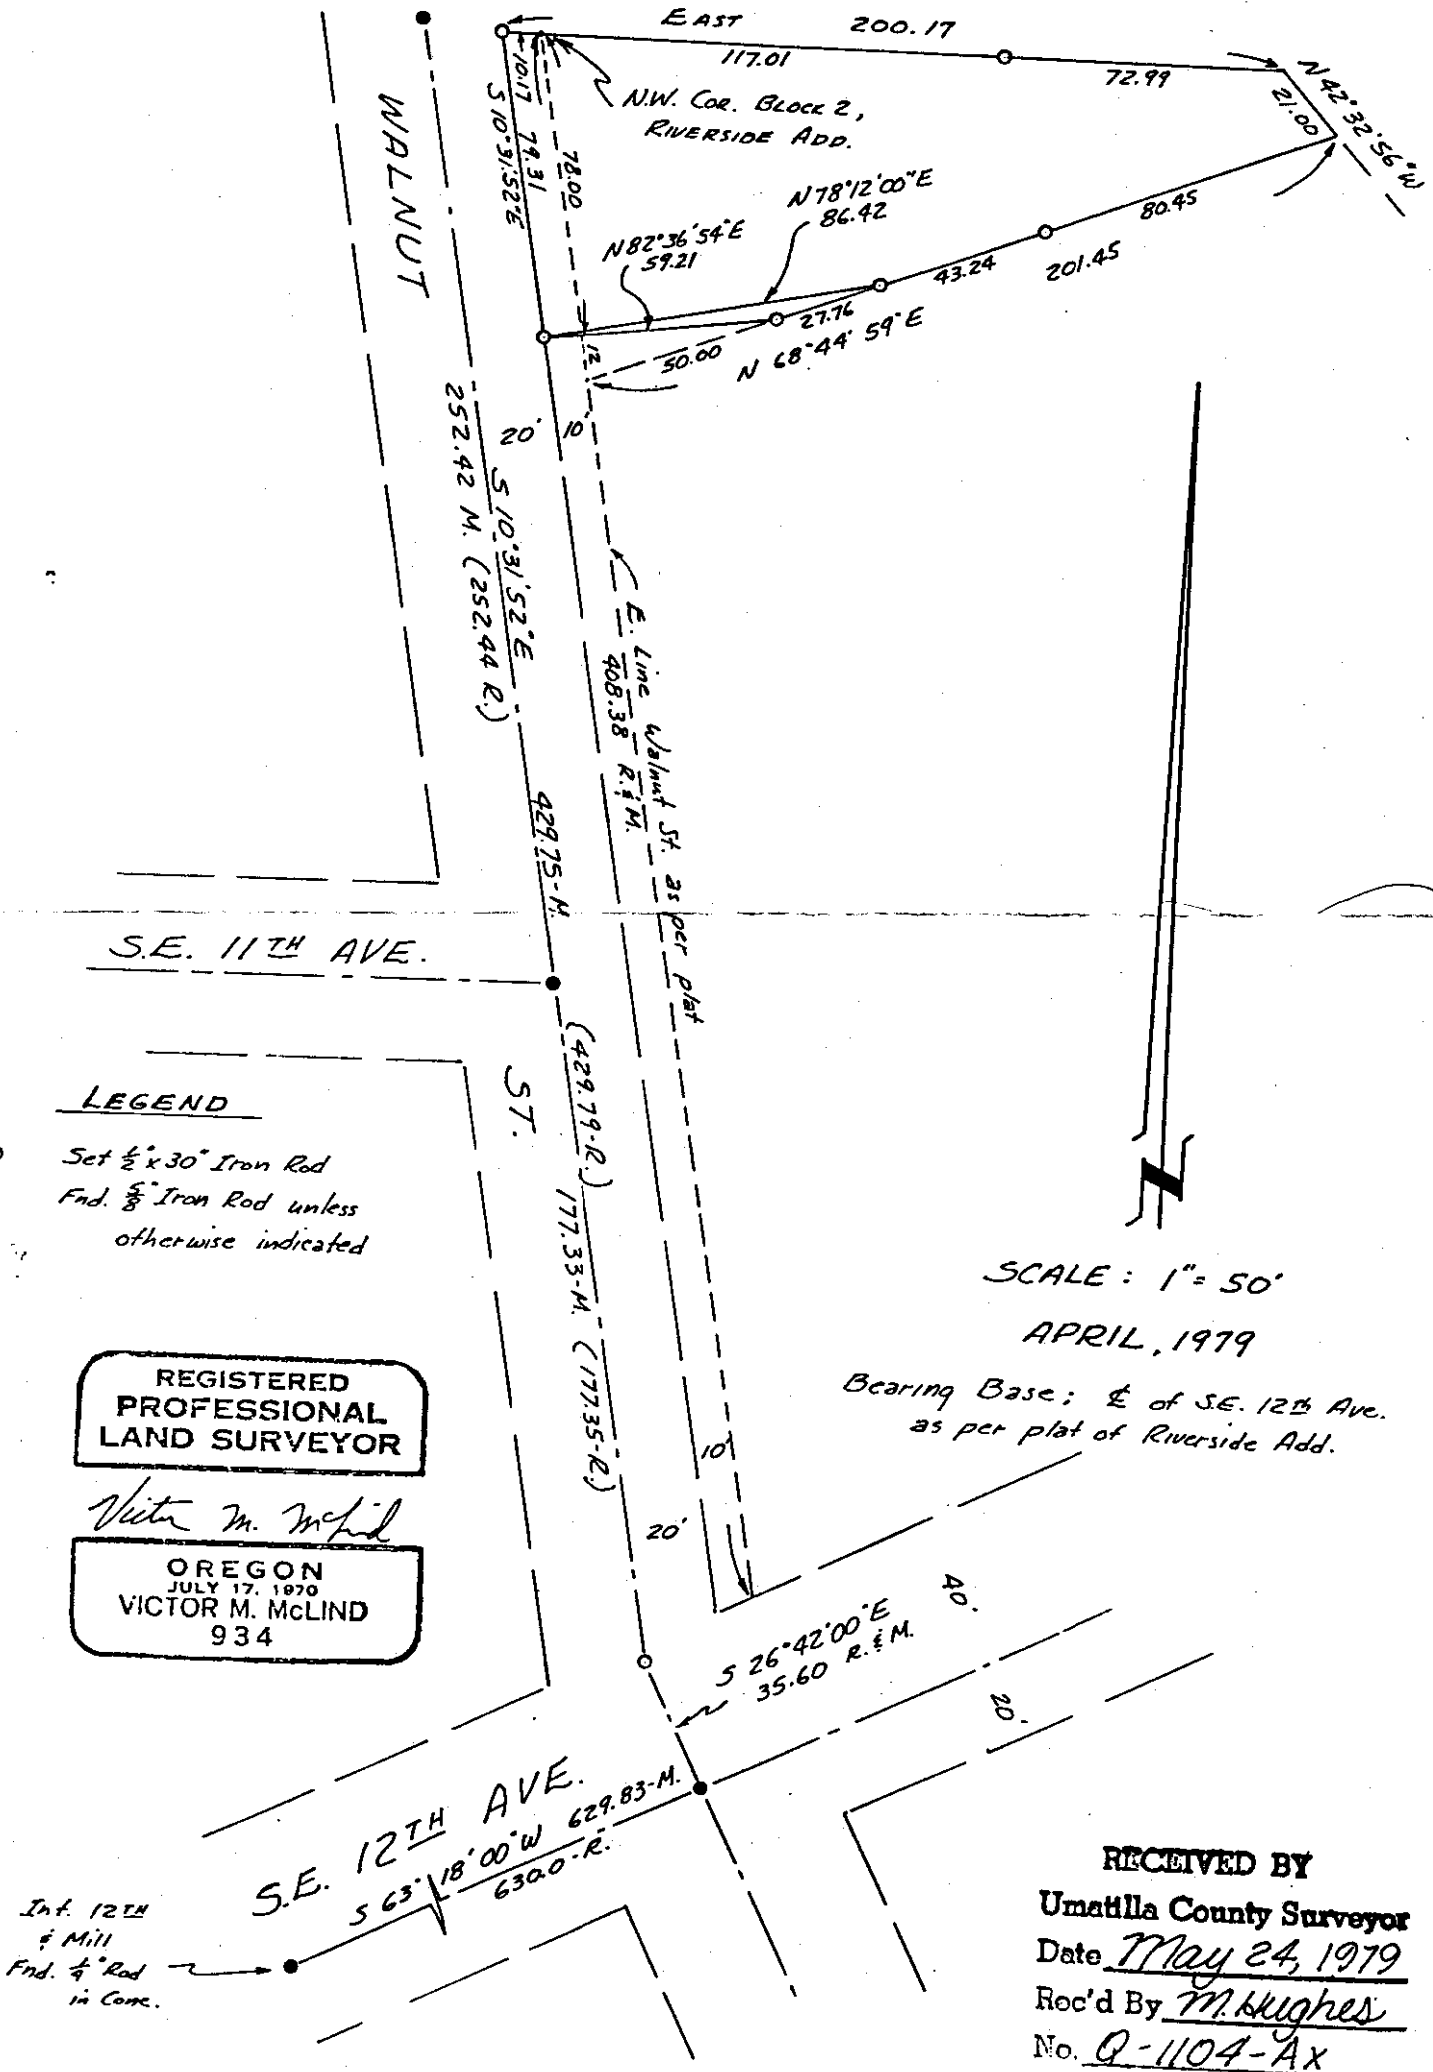 EAST 200.17
117.01
72.99
N 42°32'56" W
21.00
10.17
S 10°31'52" E
79.31
78.00
N.W. COR. BLOCK 2,
RIVERSIDE ADD.
WALNUT
N 78°12'00" E
86.42
N 82°36'54" E
59.21
80.45
201.45
43.24
27.76
N 68°44'59" E
50.00
12
20' 10'
S 10°31'52" E
252.42 M. (252.44 R.)
E. Line Walnut St. as per plat
408.38 R. & M.
429.75-M.
S.E. 11TH AVE.
(429.79-R.)
ST.
177.33-M. (177.35-R.)
LEGEND
Set 1/2" x 30" Iron Rod
Fnd. 5/8" Iron Rod unless
otherwise indicated
N
SCALE: 1" = 50'
APRIL, 1979
Bearing Base: ℄ of S.E. 12th Ave.
as per plat of Riverside Add.
REGISTERED
PROFESSIONAL
LAND SURVEYOR
Victor M. McLind
OREGON
JULY 17, 1970
VICTOR M. McLIND
934
10'
20'
S 26°42'00" E
35.60 R. & M.
40'
20'
S.E. 12TH AVE.
S 63°18'00" W 629.83-M.
630.0-R.
Int. 12TH
& Mill
Fnd. 1/4" Rod
in Conc.
RECEIVED BY
Umatilla County Surveyor
Date May 24, 1979
Rec'd By M. Hughes
No. Q-1104-AX